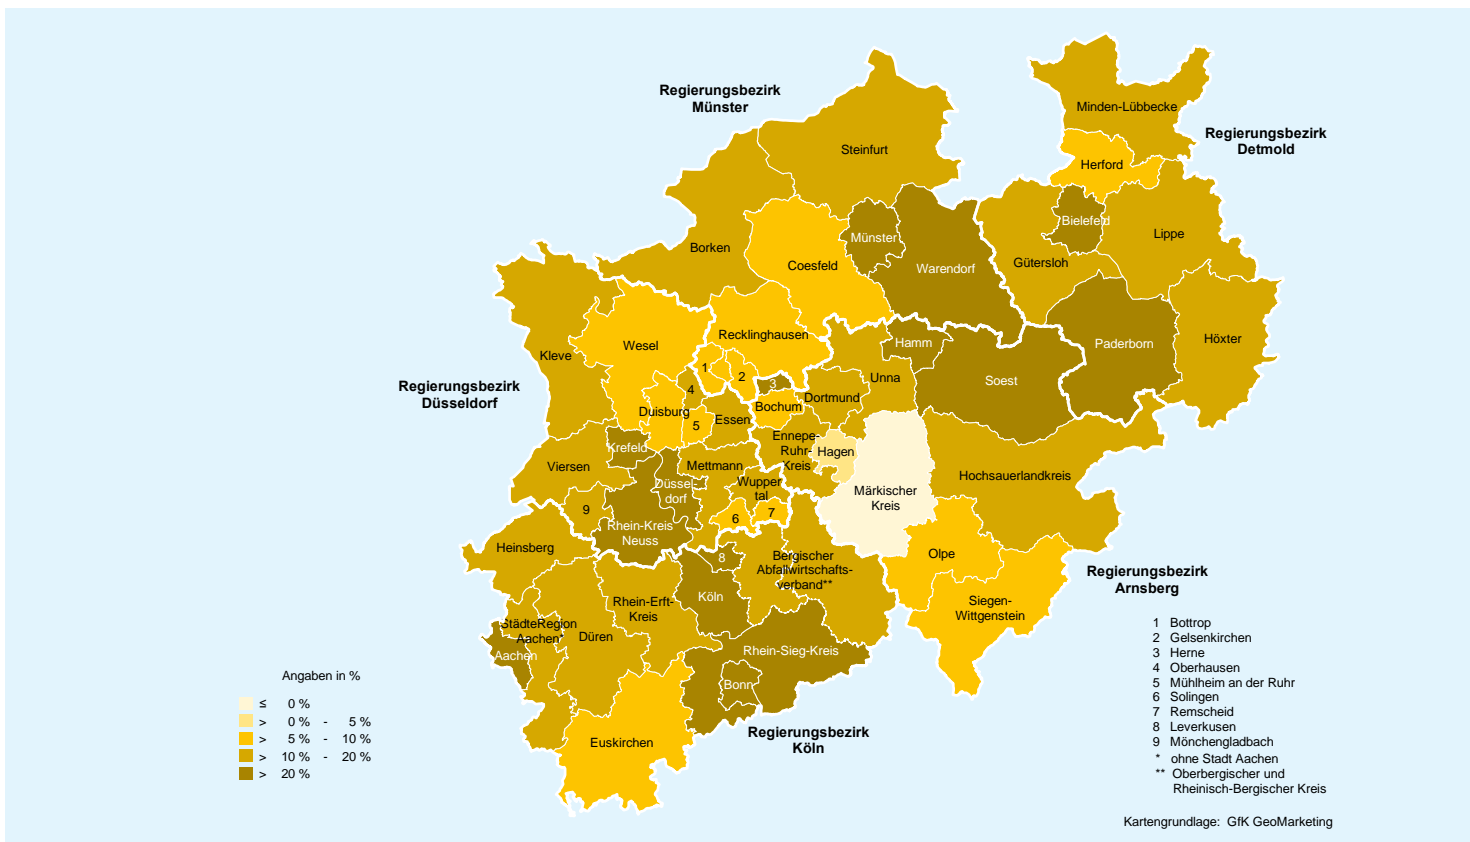 Regierungsbezirk
Münster
Minden-Lübbecke
Regierungsbezirk
Detmold
Steinfurt
Herford
Bielefeld
Lippe
Münster
Borken
Coesfeld
Warendorf
Gütersloh
Recklinghausen
Wesel
Kleve
Hamm
Paderborn
Höxter
1
2
3
4
Unna
Soest
Regierungsbezirk
Düsseldorf
Duisburg
5
Essen
Bochum
Dortmund
Krefeld
Ennepe-
Ruhr-
Kreis
Hagen
Viersen
Mettmann
Hochsauerlandkreis
Düssel-
dorf
Wupper
tal
Märkischer
Kreis
9
6
7
Rhein-Kreis
Neuss
Heinsberg
8
Bergischer
Abfallwirtschafts-
verband**
Olpe
Regierungsbezirk
Arnsberg
Köln
Rhein-Erft-
Kreis
Siegen-
Wittgenstein
StädteRegion
Aachen*
Düren
Aachen
Rhein-Sieg-Kreis
Bonn
Regierungsbezirk
Köln
Euskirchen
Angaben in %
≤ 0 %
> 0 % - 5 %
> 5 % - 10 %
> 10 % - 20 %
> 20 %
1 Bottrop
2 Gelsenkirchen
3 Herne
4 Oberhausen
5 Mühlheim an der Ruhr
6 Solingen
7 Remscheid
8 Leverkusen
9 Mönchengladbach
* ohne Stadt Aachen
** Oberbergischer und
Rheinisch-Bergischer Kreis
Kartengrundlage: GfK GeoMarketing